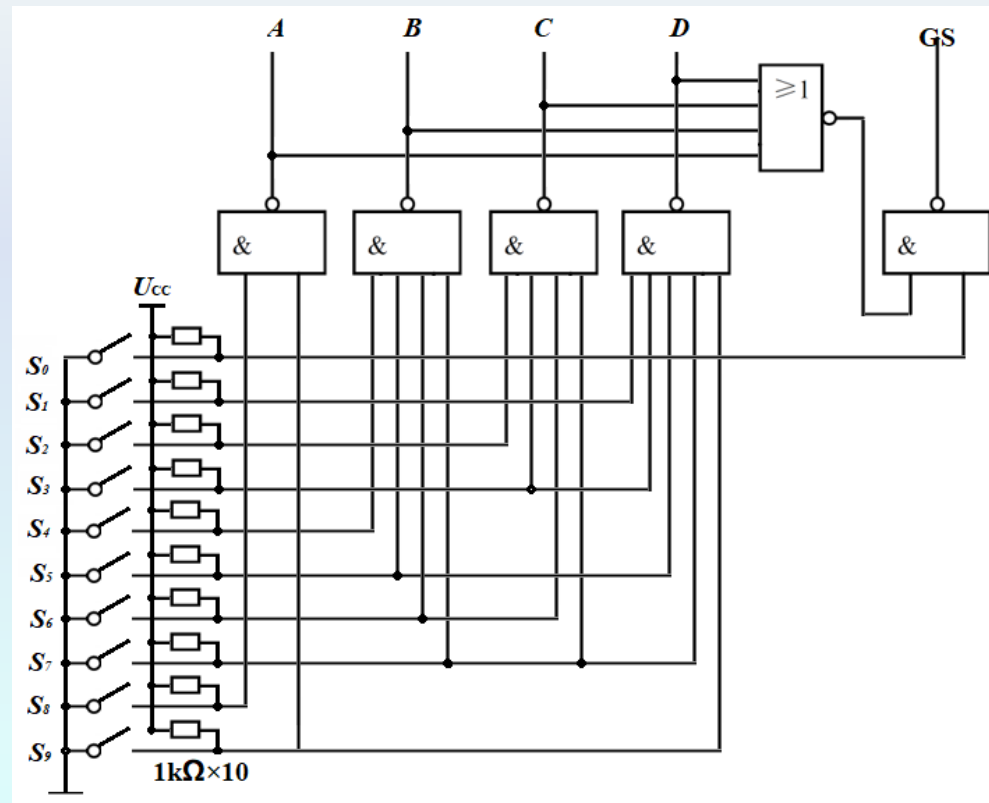 A B C D GS
≥1
& & & & &
UCC
S0
S1
S2
S3
S4
S5
S6
S7
S8
S9
1kΩ×10